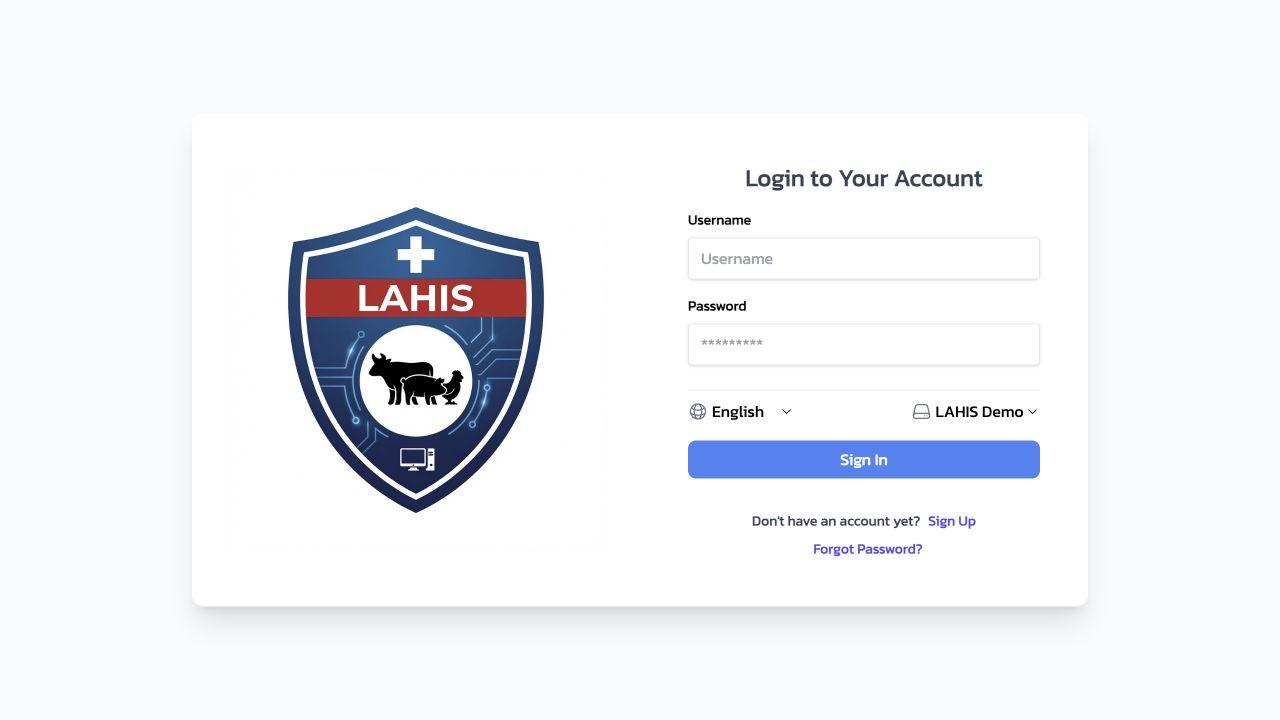 LAHIS
Login to Your Account
Username
Username
Password
*********
English
LAHIS Demo
Sign In
Don't have an account yet? Sign Up
Forgot Password?